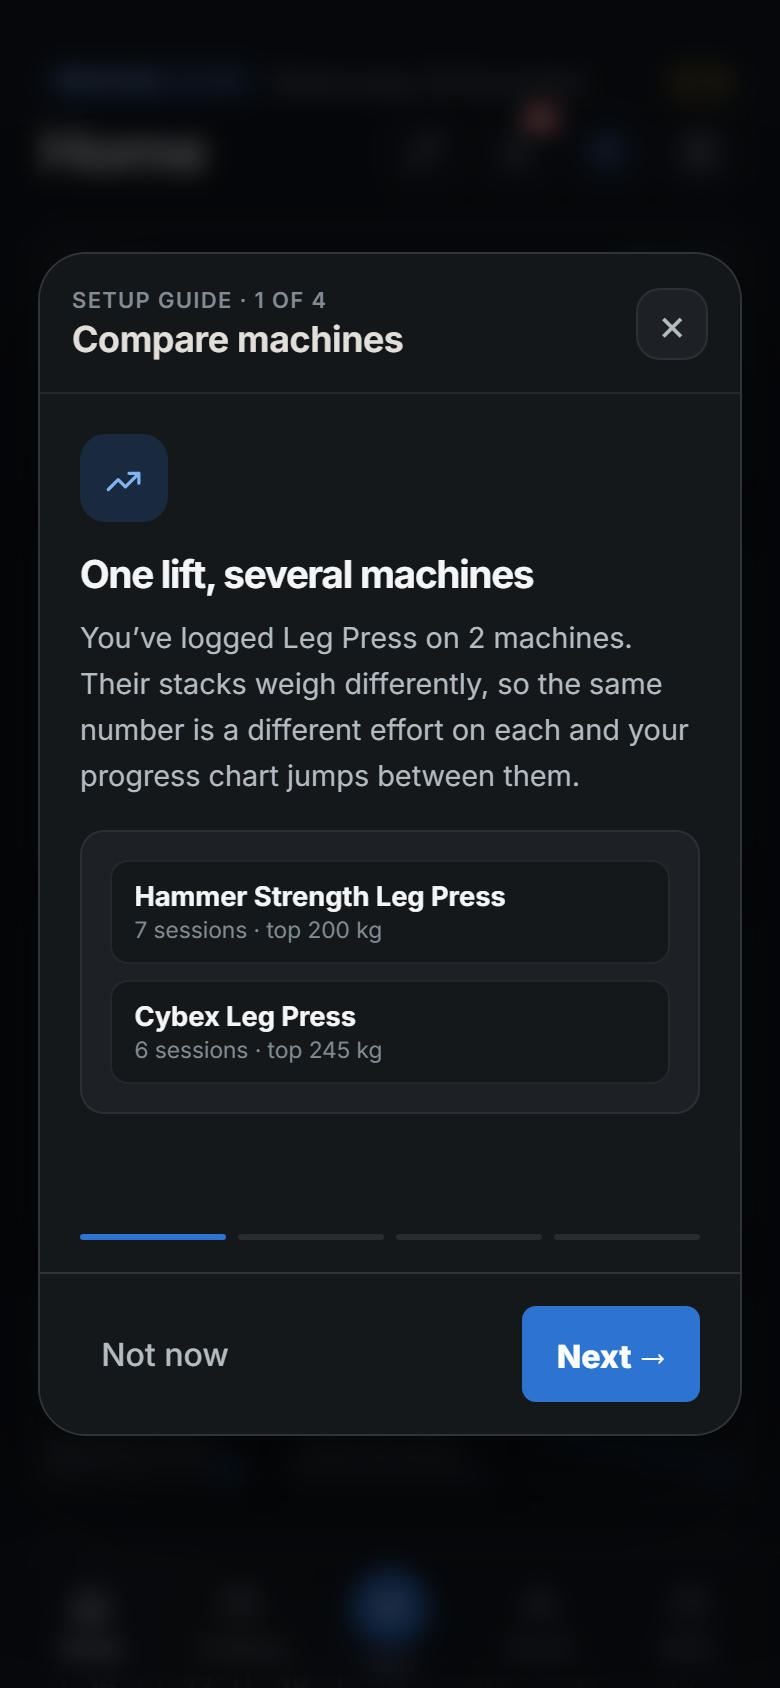 Home
SETUP GUIDE · 1 OF 4
Compare machines
One lift, several machines
You’ve logged Leg Press on 2 machines.
Their stacks weigh differently, so the same
number is a different effort on each and your
progress chart jumps between them.
Hammer Strength Leg Press
7 sessions · top 200 kg
Cybex Leg Press
6 sessions · top 245 kg
Not now
Next →